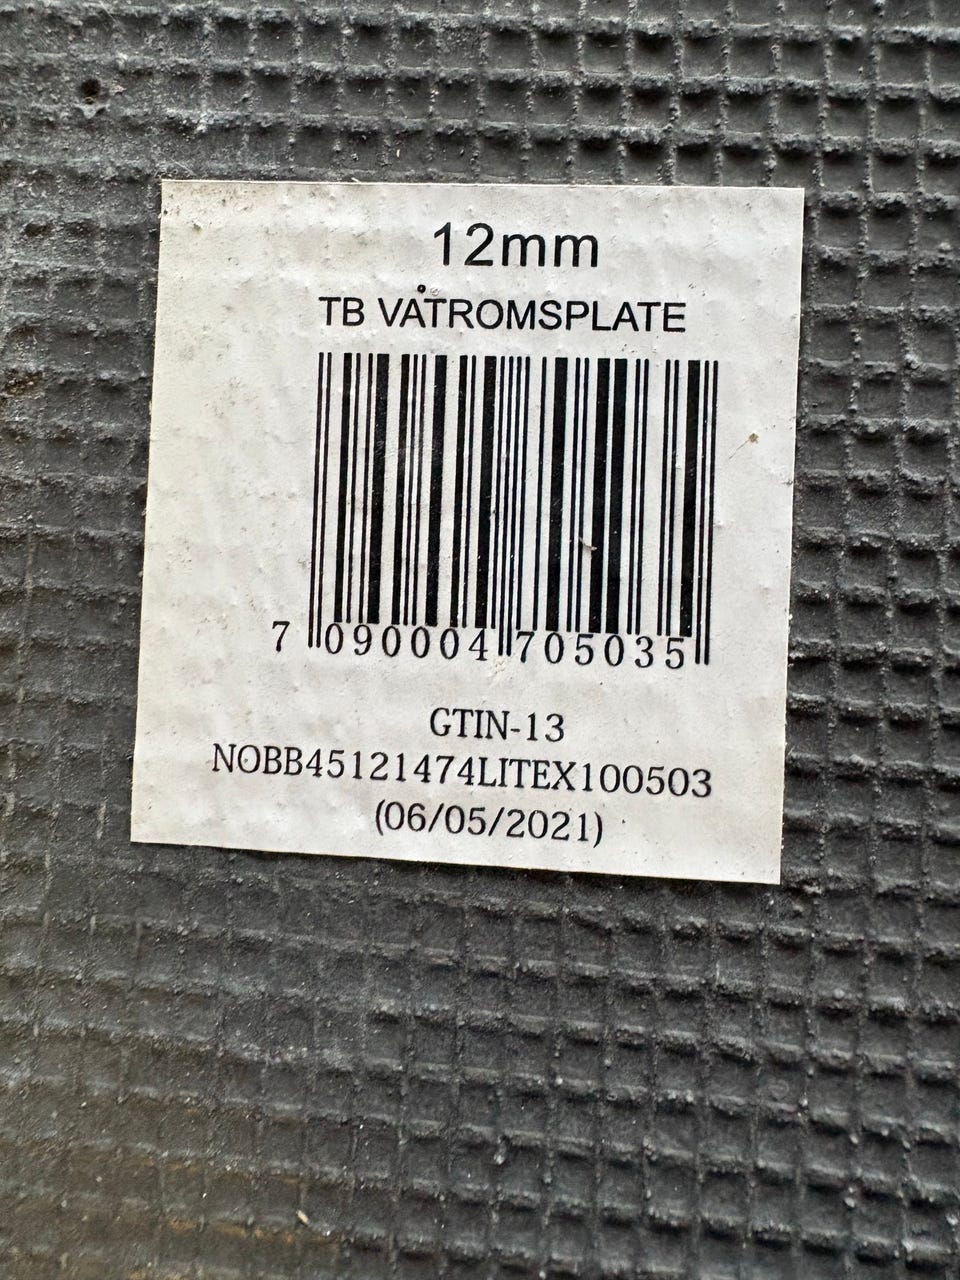 12mm
TB VÅTROMSPLATE
7 090004 705035
GTIN-13
NOBB45121474LITEX100503
(06/05/2021)